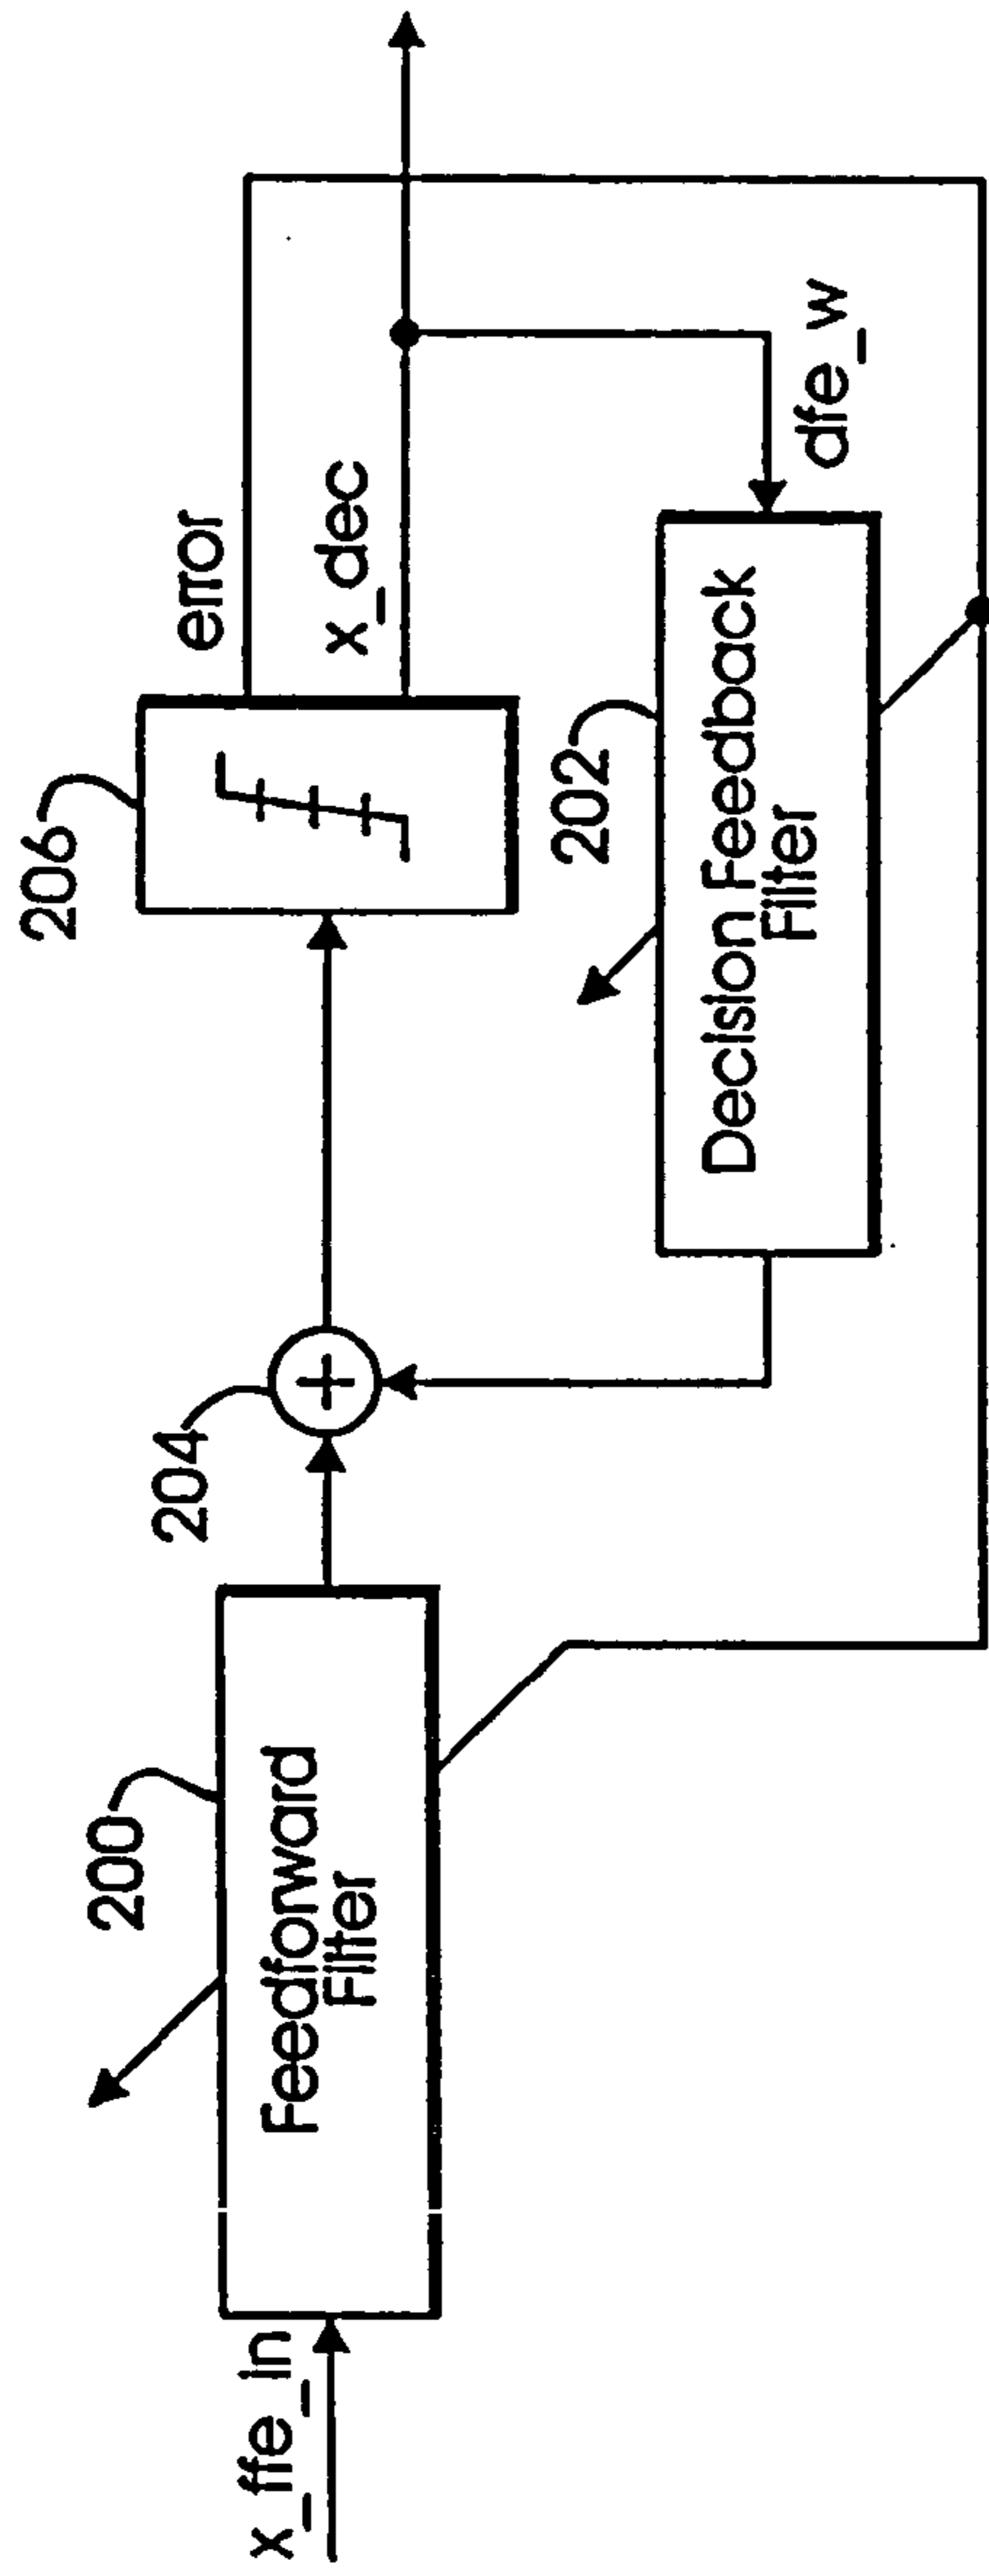 x_ffe_in
200
Feedforward
Filter
204
206
error
x_dec
202
Decision Feedback
Filter
dfe_w